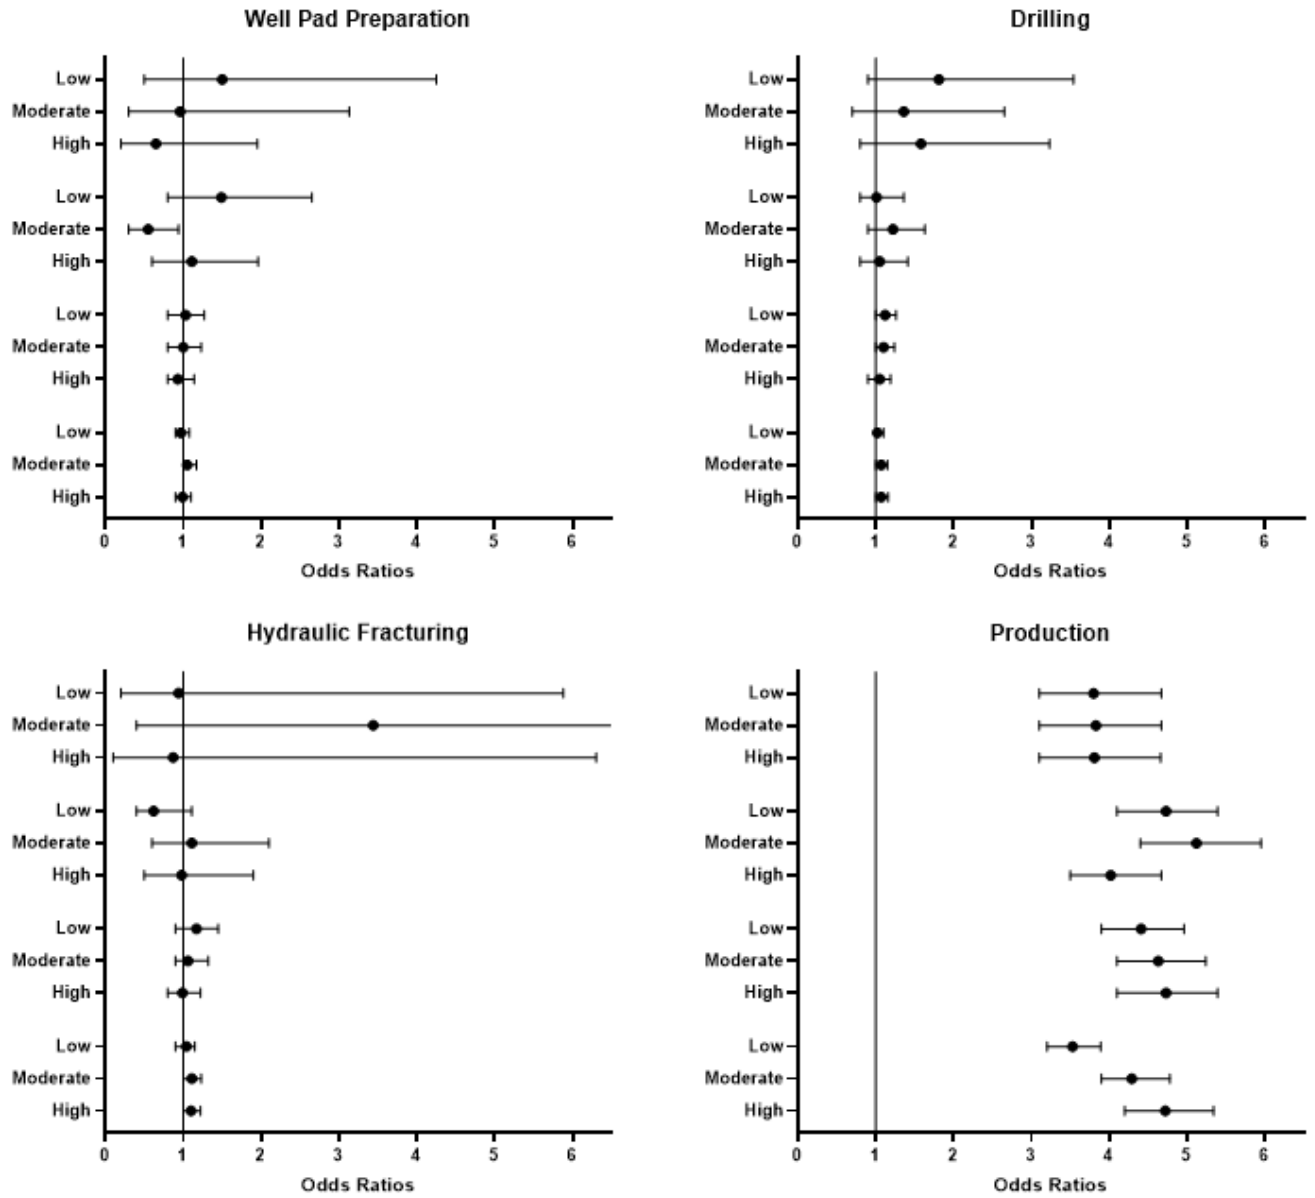 Well Pad Preparation
Low
Moderate
High
Low
Moderate
High
Low
Moderate
High
Low
Moderate
High
0 1 2 3 4 5 6
Odds Ratios
Drilling
Low
Moderate
High
Low
Moderate
High
Low
Moderate
High
Low
Moderate
High
0 1 2 3 4 5 6
Odds Ratios
Hydraulic Fracturing
Low
Moderate
High
Low
Moderate
High
Low
Moderate
High
Low
Moderate
High
0 1 2 3 4 5 6
Odds Ratios
Production
Low
Moderate
High
Low
Moderate
High
Low
Moderate
High
Low
Moderate
High
0 1 2 3 4 5 6
Odds Ratios